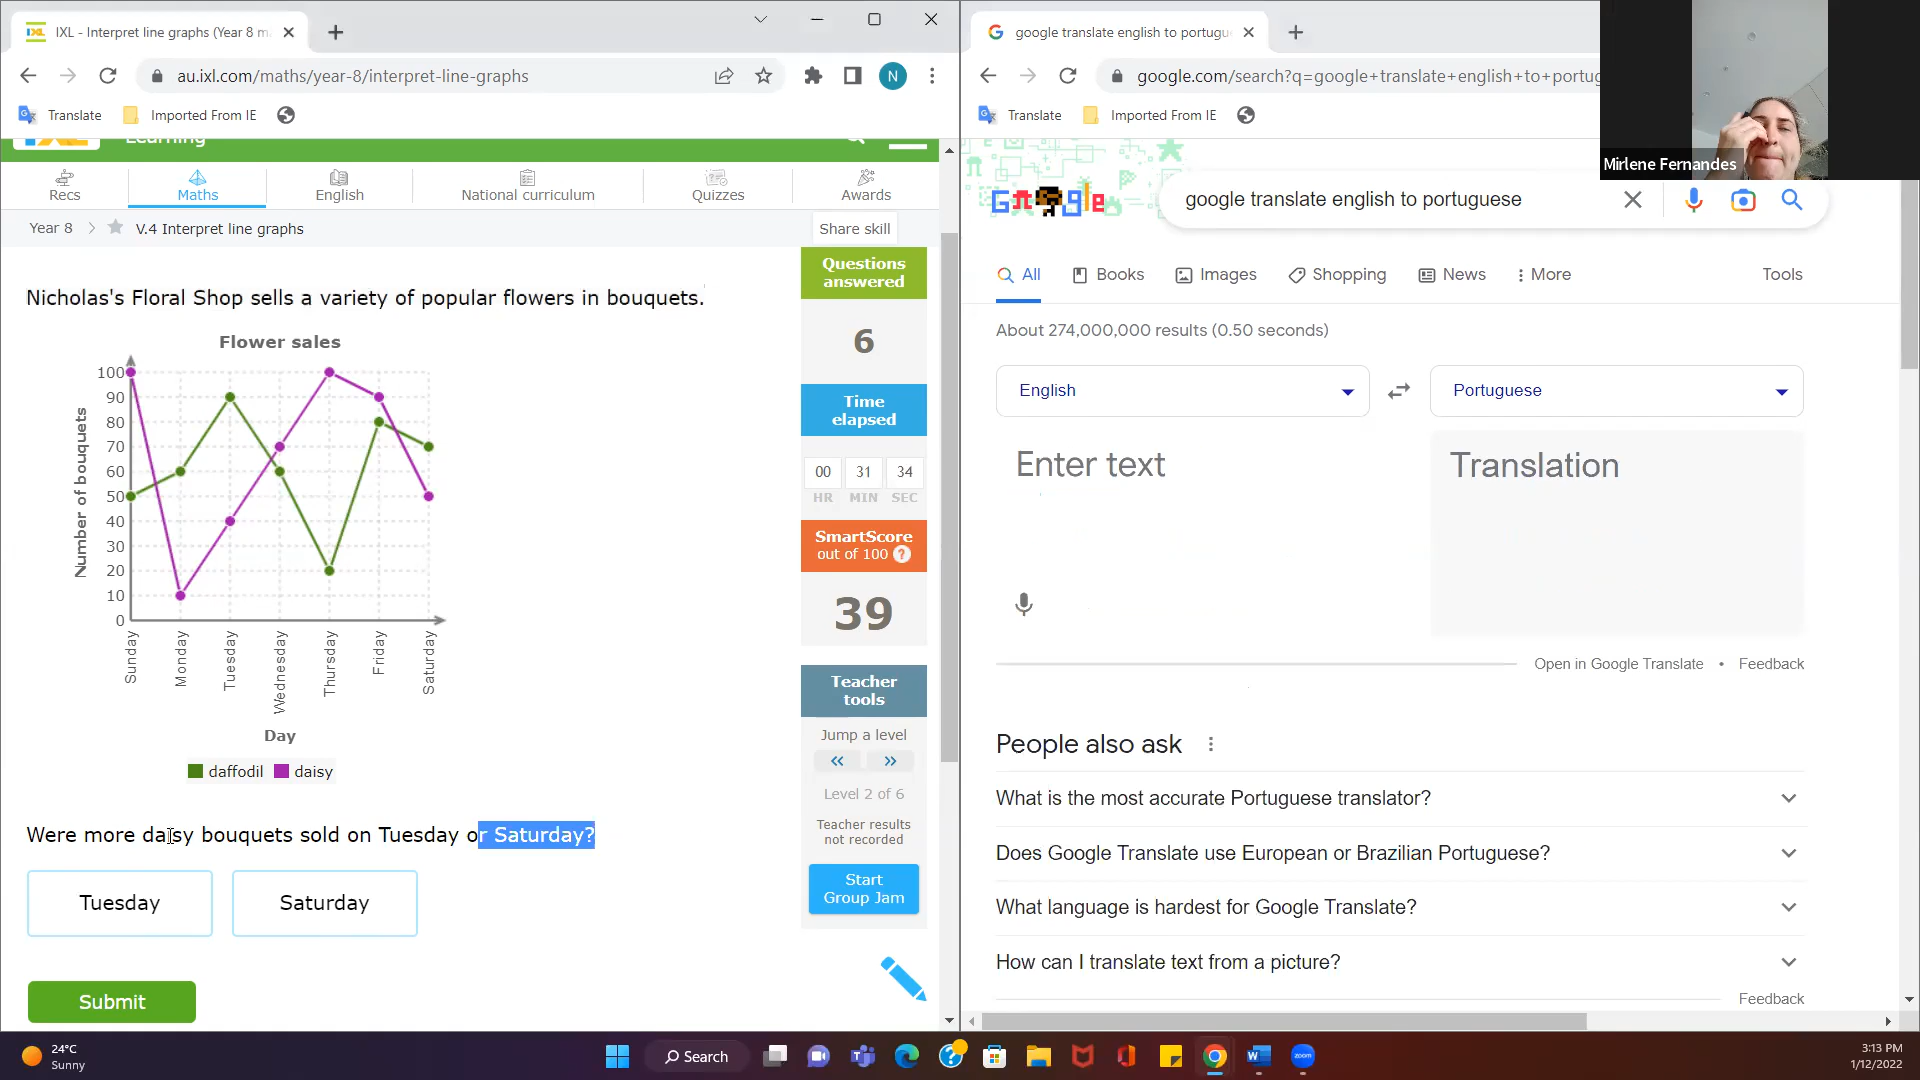 IXL - Interpret line graphs (Year 8 m
google translate english to portugu
au.ixl.com/maths/year-8/interpret-line-graphs
N
google.com/search?q=google+translate+english+to+portug
Translate
Imported From IE
Translate
Imported From IE
Mirlene Fernandes
Learning
Recs
Maths
English
National curriculum
Quizzes
Awards
Google
google translate english to portuguese
Year 8
V.4 Interpret line graphs
Share skill
All
Books
Images
Shopping
News
More
Tools
About 274,000,000 results (0.50 seconds)
Nicholas's Floral Shop sells a variety of popular flowers in bouquets.
Flower sales
Number of bouquets
100
90
80
70
60
50
40
30
20
10
0
Sunday
Monday
Tuesday
Wednesday
Thursday
Friday
Saturday
Day
daffodil
daisy
Were more daisy bouquets sold on Tuesday or Saturday?
Tuesday
Saturday
Submit
Questions
answered
6
Time
elapsed
00
31
34
HR
MIN
SEC
SmartScore
out of 100 ?
39
Teacher
tools
Jump a level
Level 2 of 6
Teacher results
not recorded
Start
Group Jam
English
Portuguese
Enter text
Translation
Open in Google Translate • Feedback
People also ask
What is the most accurate Portuguese translator?
Does Google Translate use European or Brazilian Portuguese?
What language is hardest for Google Translate?
How can I translate text from a picture?
Feedback
24°C
Sunny
Search
zoom
3:13 PM
1/12/2022